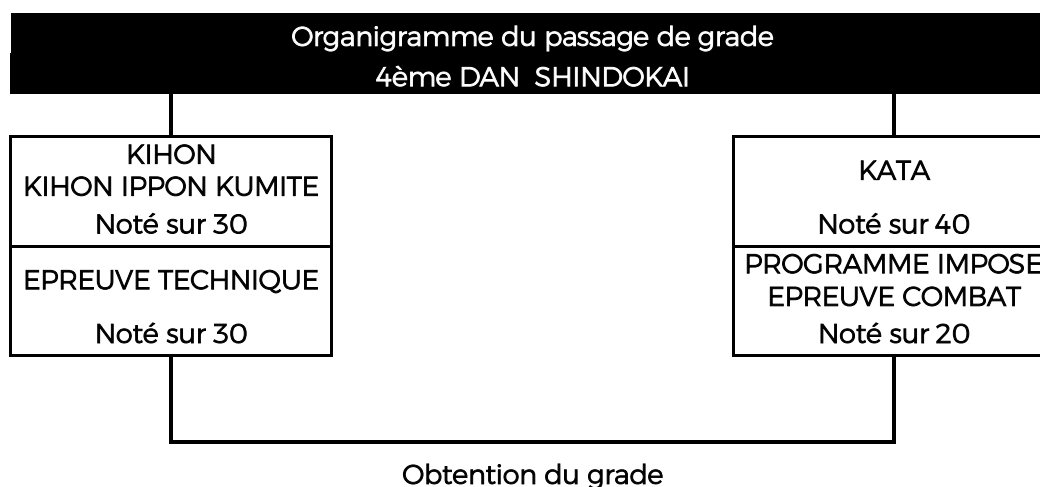 Organigramme du passage de grade
4ème DAN SHINDOKAI
KIHON
KIHON IPPON KUMITE
Noté sur 30
EPREUVE TECHNIQUE
Noté sur 30
KATA
Noté sur 40
PROGRAMME IMPOSE
EPREUVE COMBAT
Noté sur 20
Obtention du grade